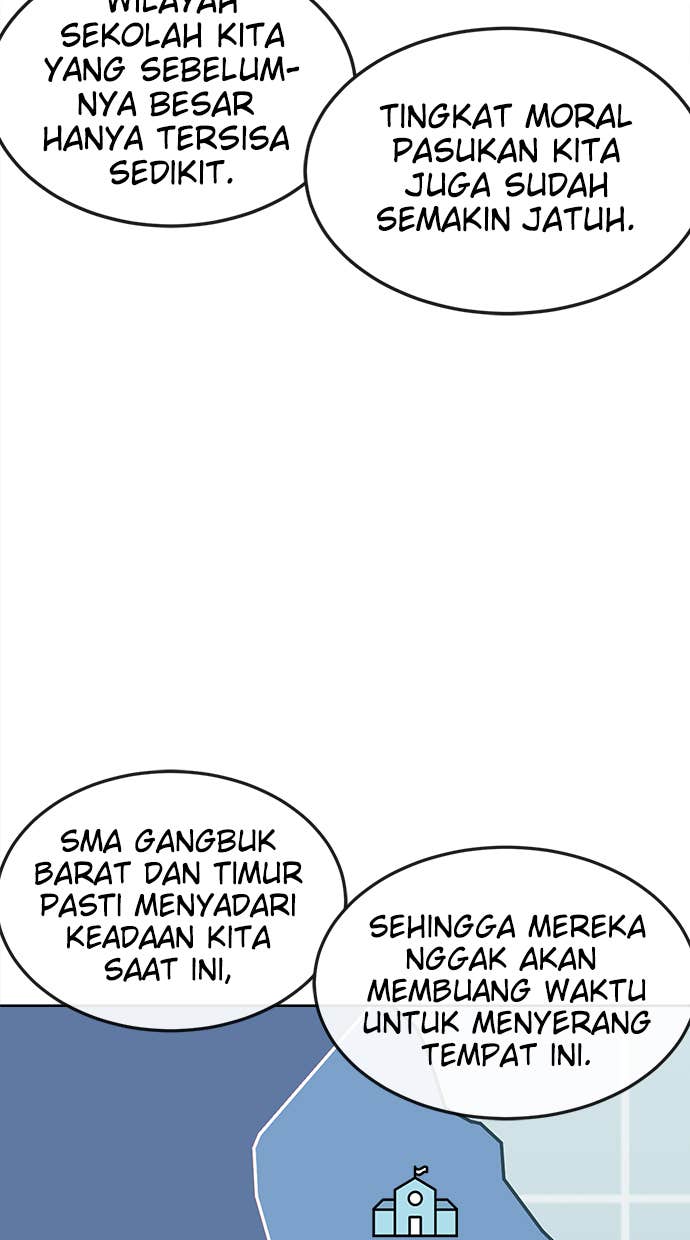 WILAYAH
SEKOLAH KITA
YANG SEBELUM-
NYA BESAR
HANYA TERSISA
SEDIKIT.
TINGKAT MORAL
PASUKAN KITA
JUGA SUDAH
SEMAKIN JATUH.
SMA GANGBUK
BARAT DAN TIMUR
PASTI MENYADARI
KEADAAN KITA
SAAT INI,
SEHINGGA MEREKA
NGGAK AKAN
MEMBUANG WAKTU
UNTUK MENYERANG
TEMPAT INI.